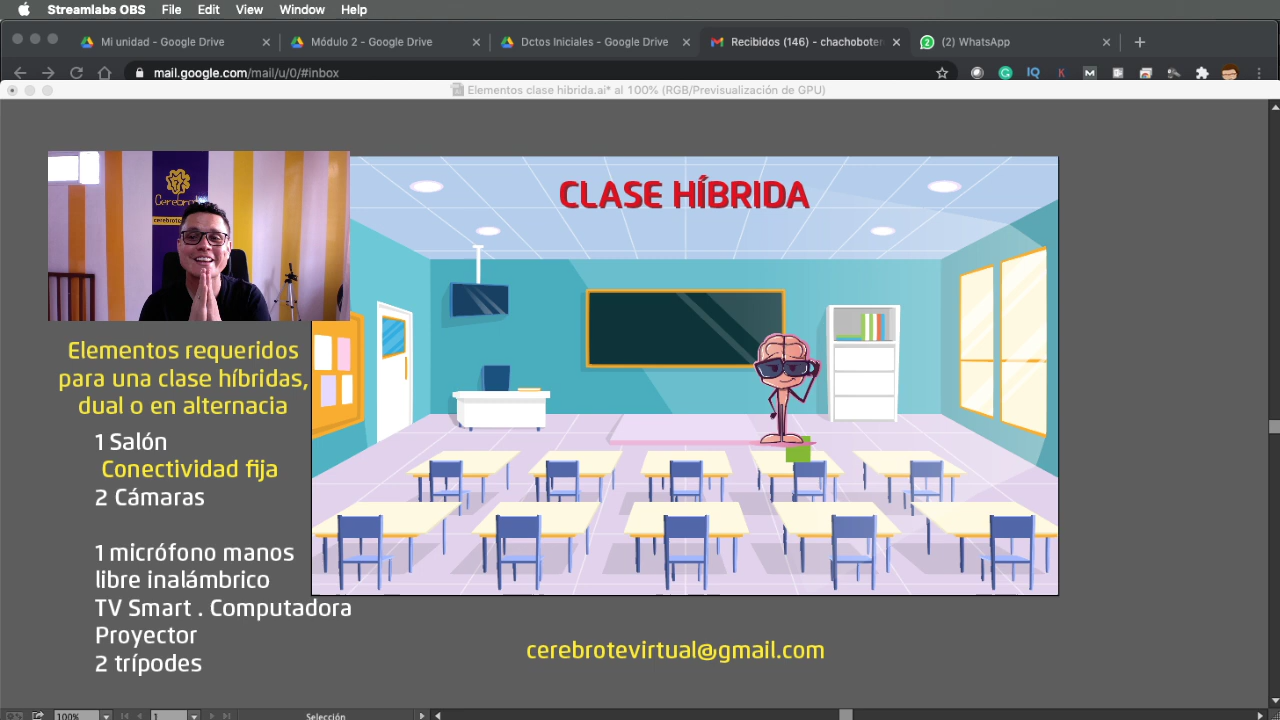 Streamlabs OBS File Edit View Window Help
Mi unidad - Google Drive
Módulo 2 - Google Drive
Dctos Iniciales - Google Drive
Recibidos (146) - chachoboter
(2) WhatsApp
mail.google.com/mail/u/0/#inbox
Elementos clase hibrida.ai* al 100% (RGB/Previsualización de GPU)
CLASE HÍBRIDA
Elementos requeridos
para una clase híbridas,
dual o en alternacia
1 Salón
Conectividad fija
2 Cámaras
1 micrófono manos
libre inalámbrico
TV Smart . Computadora
Proyector
2 trípodes
cerebrotevirtual@gmail.com
100%
1
Selección